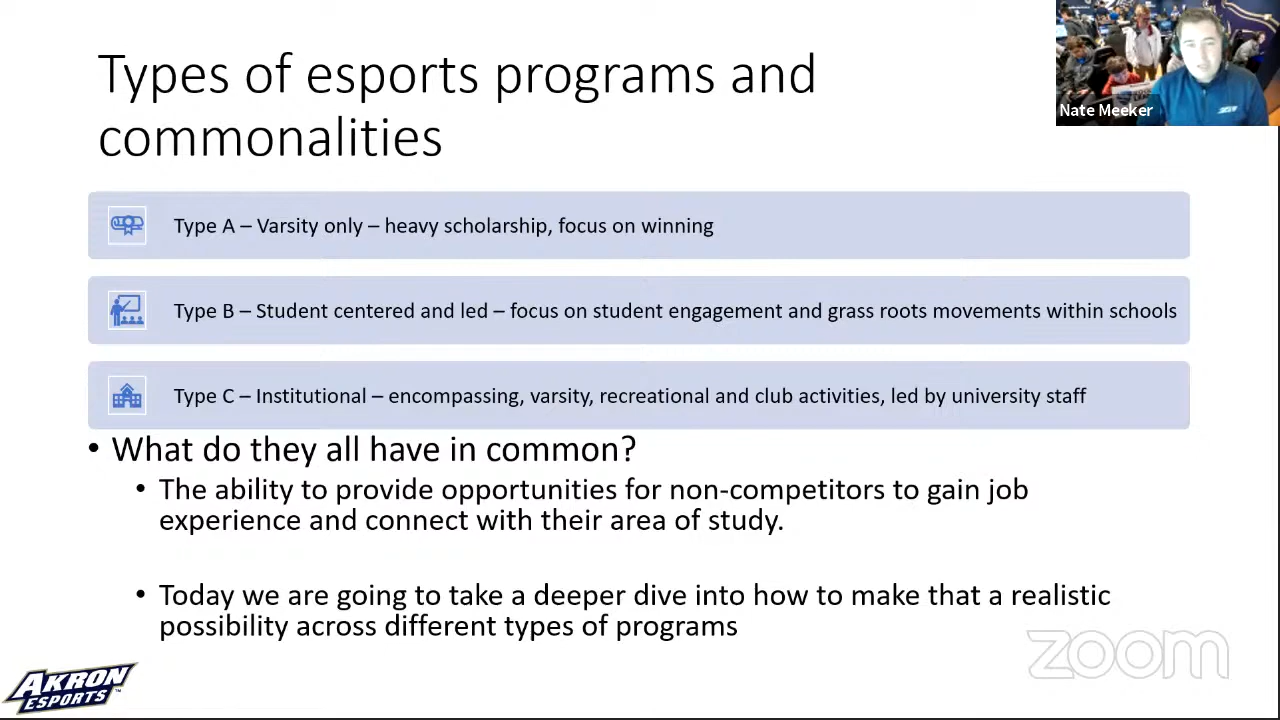 Types of esports programs and
commonalities
Nate Meeker
Type A – Varsity only – heavy scholarship, focus on winning
Type B – Student centered and led – focus on student engagement and grass roots movements within schools
Type C – Institutional – encompassing, varsity, recreational and club activities, led by university staff
• What do they all have in common?
• The ability to provide opportunities for non-competitors to gain job
experience and connect with their area of study.
• Today we are going to take a deeper dive into how to make that a realistic
possibility across different types of programs
zoom
AKRON
ESPORTS™